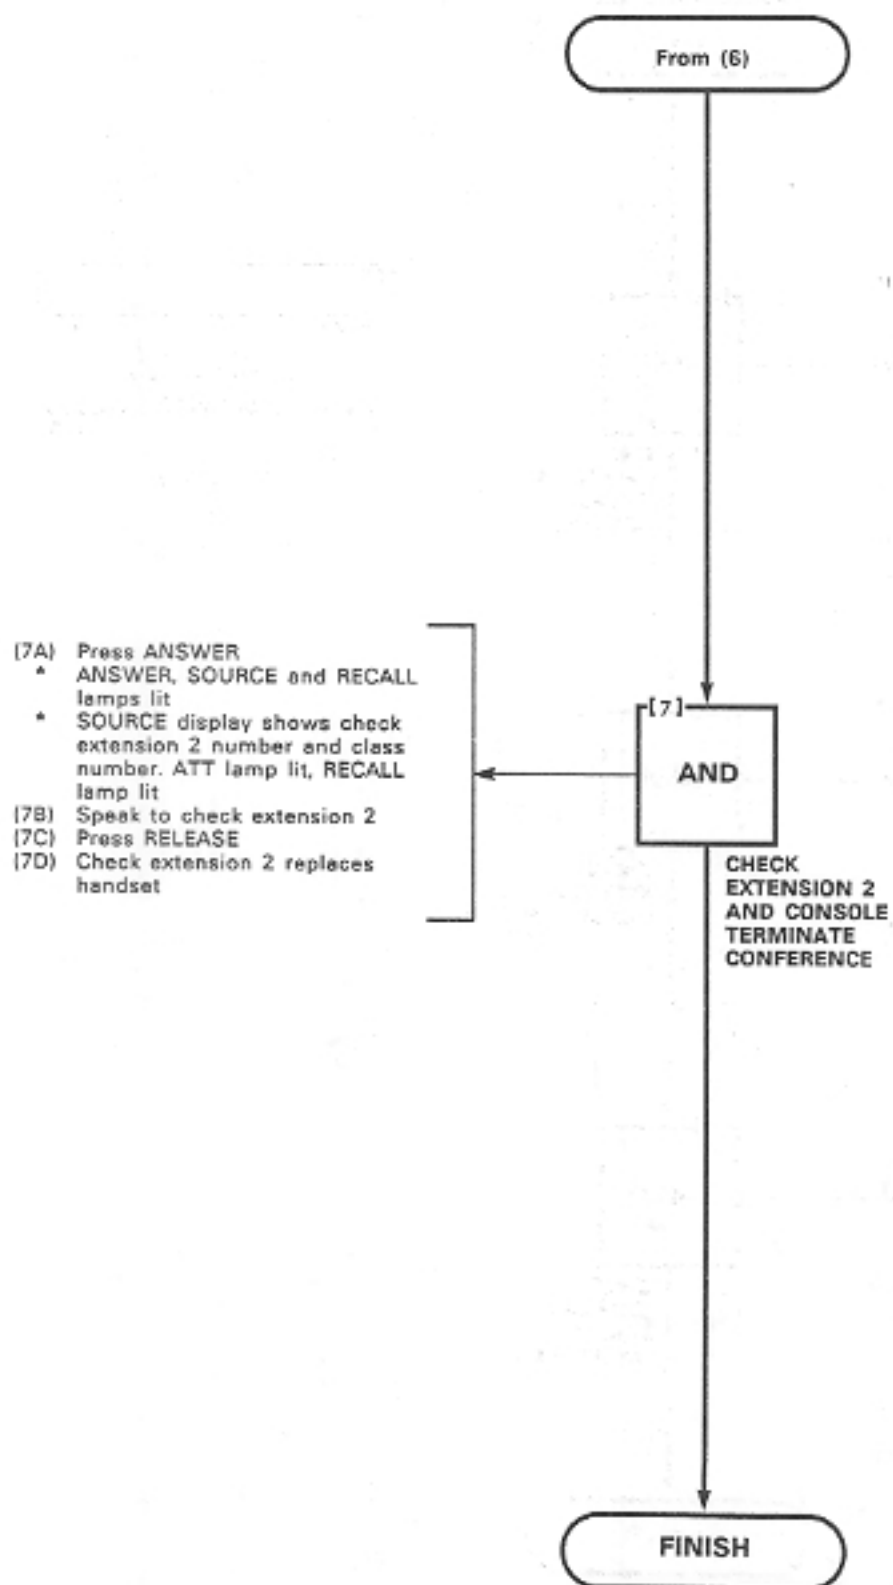 From (6)
(7A) Press ANSWER
* ANSWER, SOURCE and RECALL
lamps lit
* SOURCE display shows check
extension 2 number and class
number. ATT lamp lit, RECALL
lamp lit
(7B) Speak to check extension 2
(7C) Press RELEASE
(7D) Check extension 2 replaces
handset
[7]
AND
CHECK
EXTENSION 2
AND CONSOLE
TERMINATE
CONFERENCE
FINISH